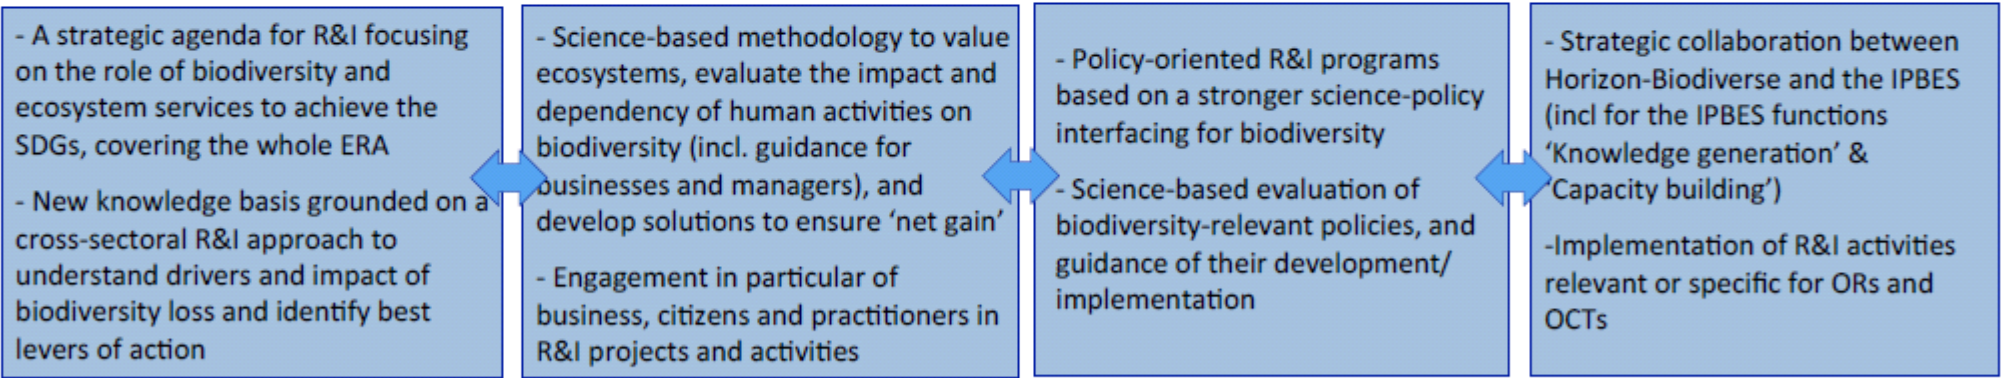 - A strategic agenda for R&I focusing
on the role of biodiversity and
ecosystem services to achieve the
SDGs, covering the whole ERA
- New knowledge basis grounded on a
cross-sectoral R&I approach to
understand drivers and impact of
biodiversity loss and identify best
levers of action
- Science-based methodology to value
ecosystems, evaluate the impact and
dependency of human activities on
biodiversity (incl. guidance for
businesses and managers), and
develop solutions to ensure ‘net gain’
- Engagement in particular of
business, citizens and practitioners in
R&I projects and activities
- Policy-oriented R&I programs
based on a stronger science-policy
interfacing for biodiversity
- Science-based evaluation of
biodiversity-relevant policies, and
guidance of their development/
implementation
- Strategic collaboration between
Horizon-Biodiverse and the IPBES
(incl for the IPBES functions
‘Knowledge generation’ &
‘Capacity building’)
-Implementation of R&I activities
relevant or specific for ORs and
OCTs